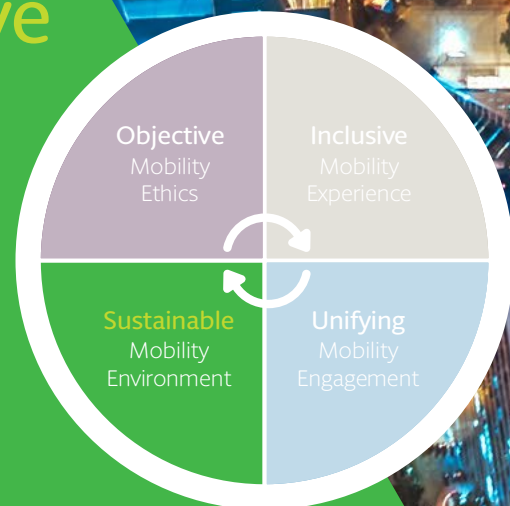 ve
Objective
Mobility
Ethics
Inclusive
Mobility
Experience
Sustainable
Mobility
Environment
Unifying
Mobility
Engagement